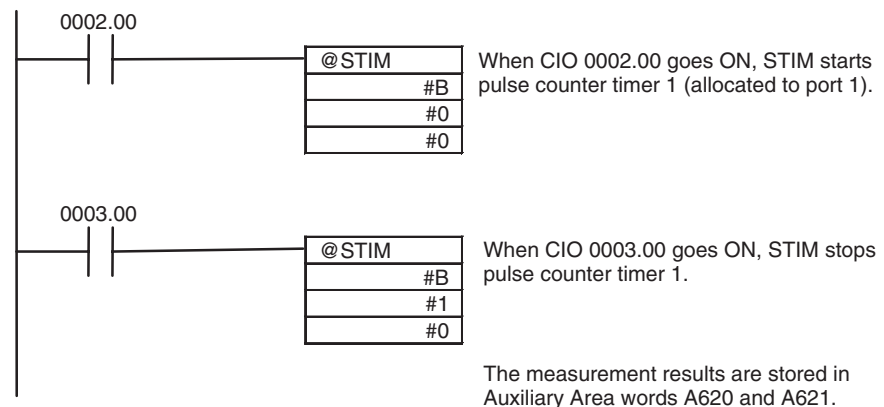 0002.00
@STIM
#B
#0
#0
When CIO 0002.00 goes ON, STIM starts
pulse counter timer 1 (allocated to port 1).
0003.00
@STIM
#B
#1
#0
When CIO 0003.00 goes ON, STIM stops
pulse counter timer 1.
The measurement results are stored in
Auxiliary Area words A620 and A621.